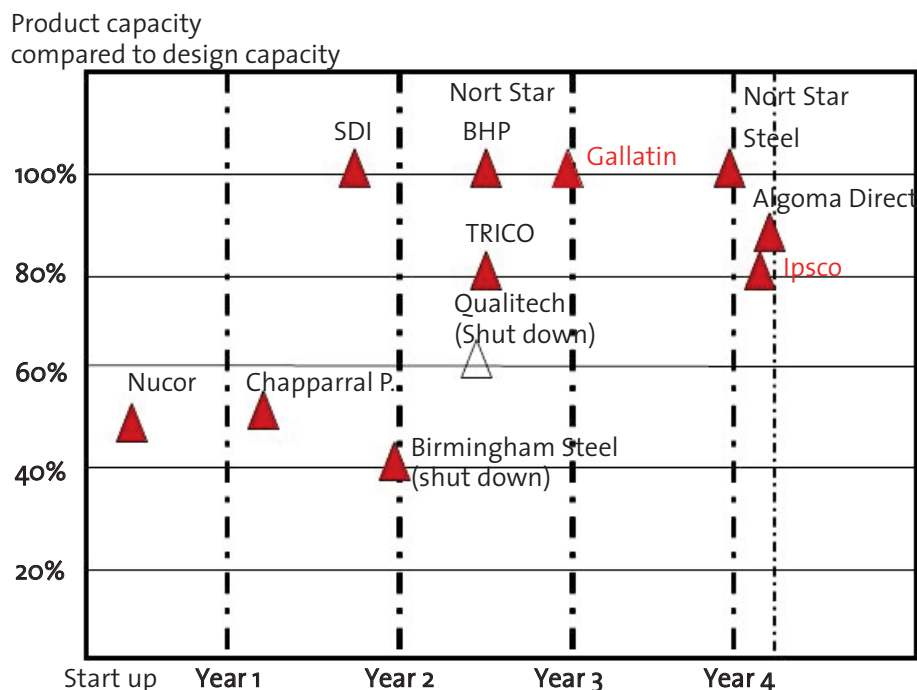 Product capacity
compared to design capacity
Nort Star
Nort Star
SDI
BHP
Gallatin
Steel
100%
Algoma Direct
TRICO
80%
Ipsco
Qualitech
(Shut down)
60%
Nucor
Chapparral P.
Birmingham Steel
40%
(shut down)
20%
Start up
Year 1
Year 2
Year 3
Year 4